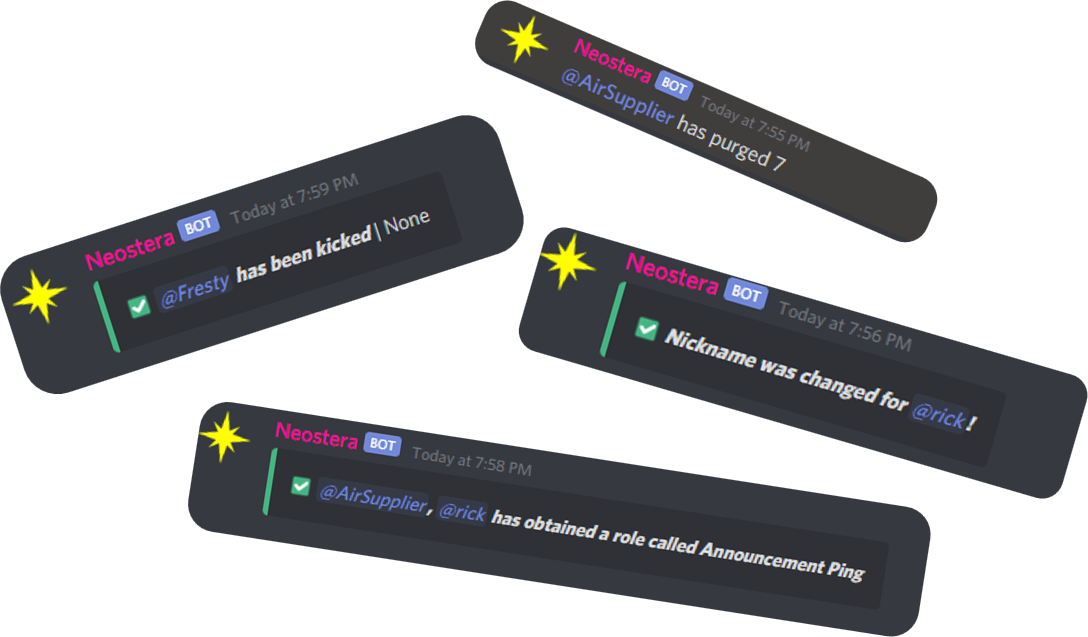 Neostera BOT Today at 7:55 PM
@AirSupplier has purged 7
Neostera BOT Today at 7:59 PM
@Fresty has been kicked | None
Neostera BOT Today at 7:56 PM
Nickname was changed for @rick!
Neostera BOT Today at 7:58 PM
@AirSupplier, @rick has obtained a role called Announcement Ping